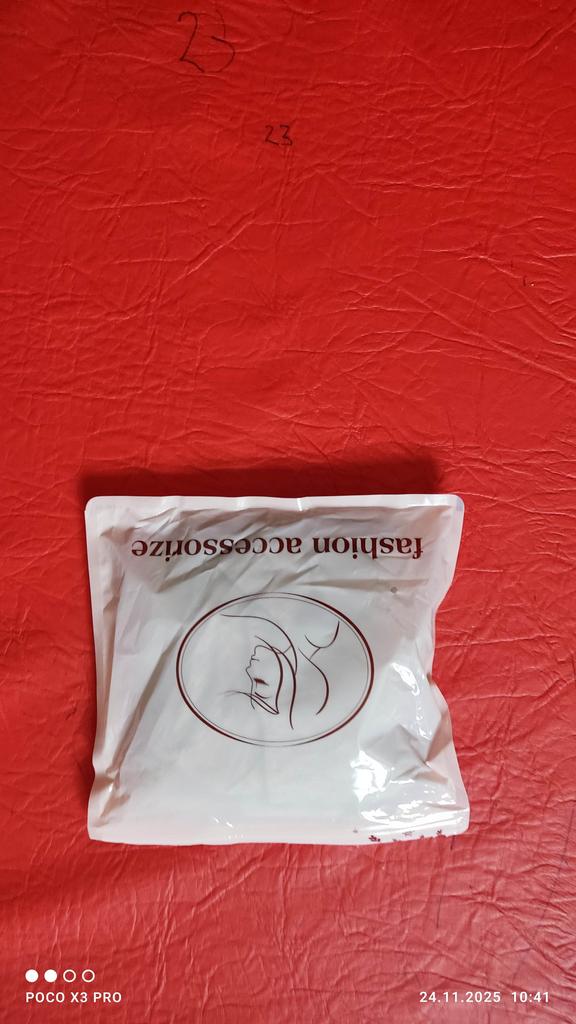 23
23
fashion accessorize
POCO X3 PRO
24.11.2025 10:41